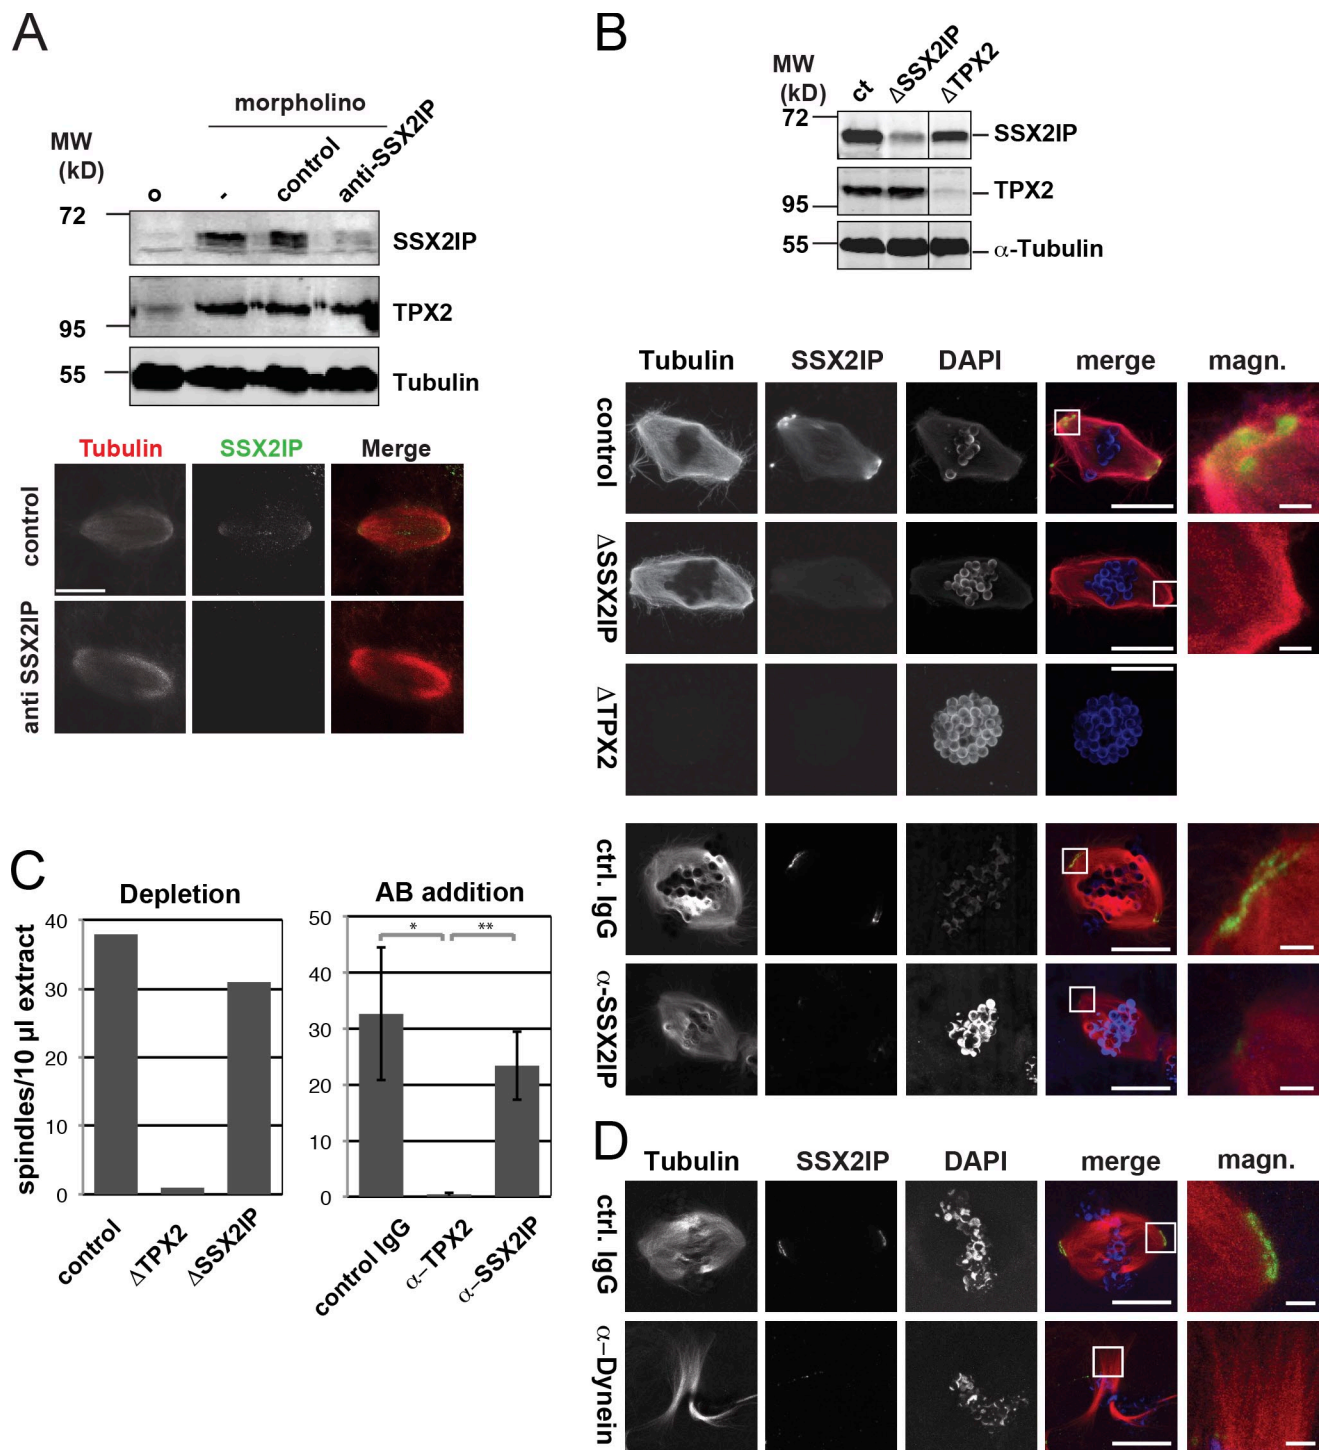 A
morpholino
MW
(kD)
o
-
control
anti-SSX2IP
72
SSX2IP
TPX2
95
55
Tubulin
Tubulin
SSX2IP
Merge
control
anti SSX2IP
B
MW
(kD)
ct
ΔSSX2IP
ΔTPX2
72
SSX2IP
TPX2
95
55
α-Tubulin
Tubulin
SSX2IP
DAPI
merge
magn.
control
ΔSSX2IP
ΔTPX2
ctrl. IgG
α-SSX2IP
C
Depletion
spindles/10 µl extract
40
30
20
10
0
control
ΔTPX2
ΔSSX2IP
AB addition
50
40
30
20
10
0
*
**
control IgG
α–TPX2
α–SSX2IP
D
Tubulin
SSX2IP
DAPI
merge
magn.
ctrl. IgG
α–Dynein